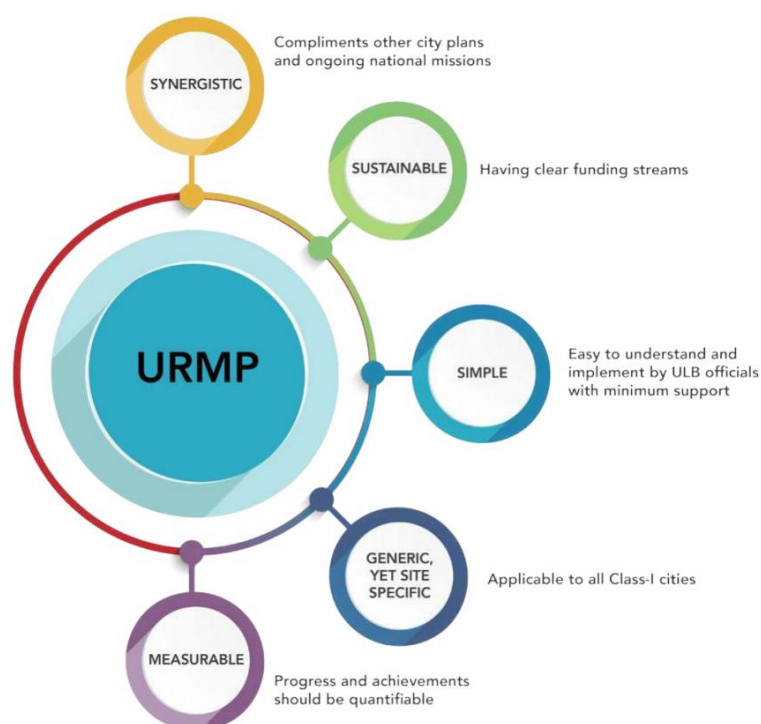 SYNERGISTIC
Compliments other city plans
and ongoing national missions
SUSTAINABLE
Having clear funding streams
URMP
SIMPLE
Easy to understand and
implement by ULB officials
with minimum support
GENERIC,
YET SITE
SPECIFIC
Applicable to all Class-I cities
MEASURABLE
Progress and achievements
should be quantifiable